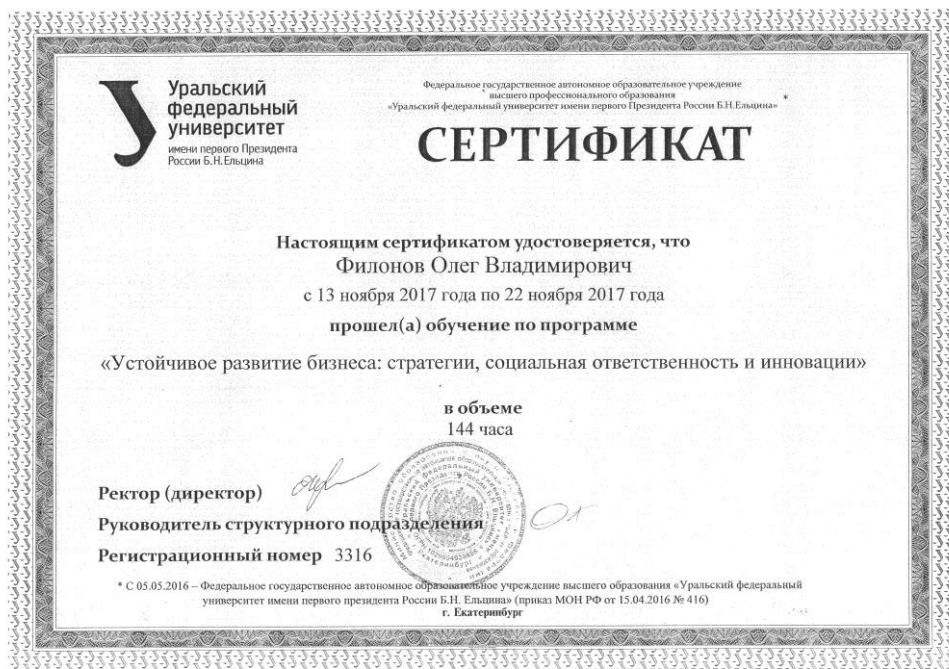 Уральский
федеральный
университет
имени первого Президента
России Б.Н.Ельцина
Федеральное государственное автономное образовательное учреждение
высшего профессионального образования
«Уральский федеральный университет имени первого Президента России Б.Н.Ельцина» *
СЕРТИФИКАТ
Настоящим сертификатом удостоверяется, что
Филонов Олег Владимирович
с 13 ноября 2017 года по 22 ноября 2017 года
прошел(а) обучение по программе
«Устойчивое развитие бизнеса: стратегии, социальная ответственность и инновации»
в объеме
144 часа
Ректор (директор)
Руководитель структурного подразделения
Регистрационный номер 3316
* С 05.05.2016 – Федеральное государственное автономное образовательное учреждение высшего образования «Уральский федеральный
университет имени первого президента России Б.Н. Ельцина» (приказ МОН РФ от 15.04.2016 № 416)
г. Екатеринбург